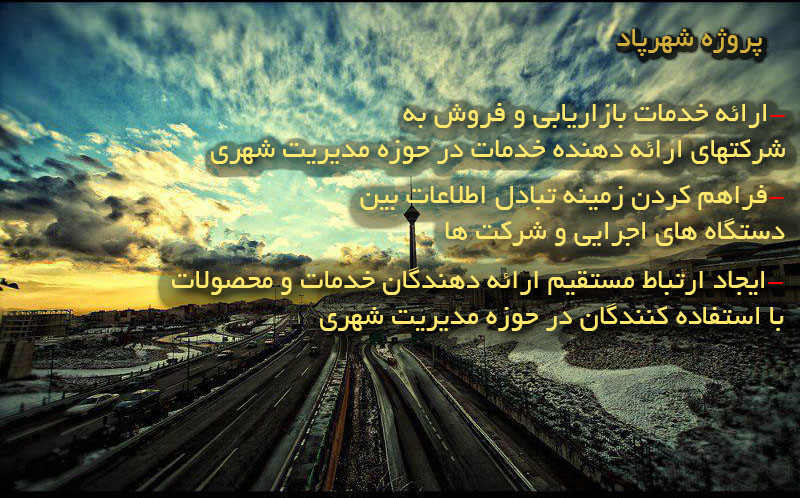 پروژه شهرپاد
-ارائه خدمات بازاریابی و فروش به
شرکتهای ارائه دهنده خدمات در حوزه مدیریت شهری
-فراهم کردن زمینه تبادل اطلاعات بین
دستگاه های اجرایی و شرکت ها
-ایجاد ارتباط مستقیم ارائه دهندگان خدمات و محصولات
با استفاده کنندگان در حوزه مدیریت شهری